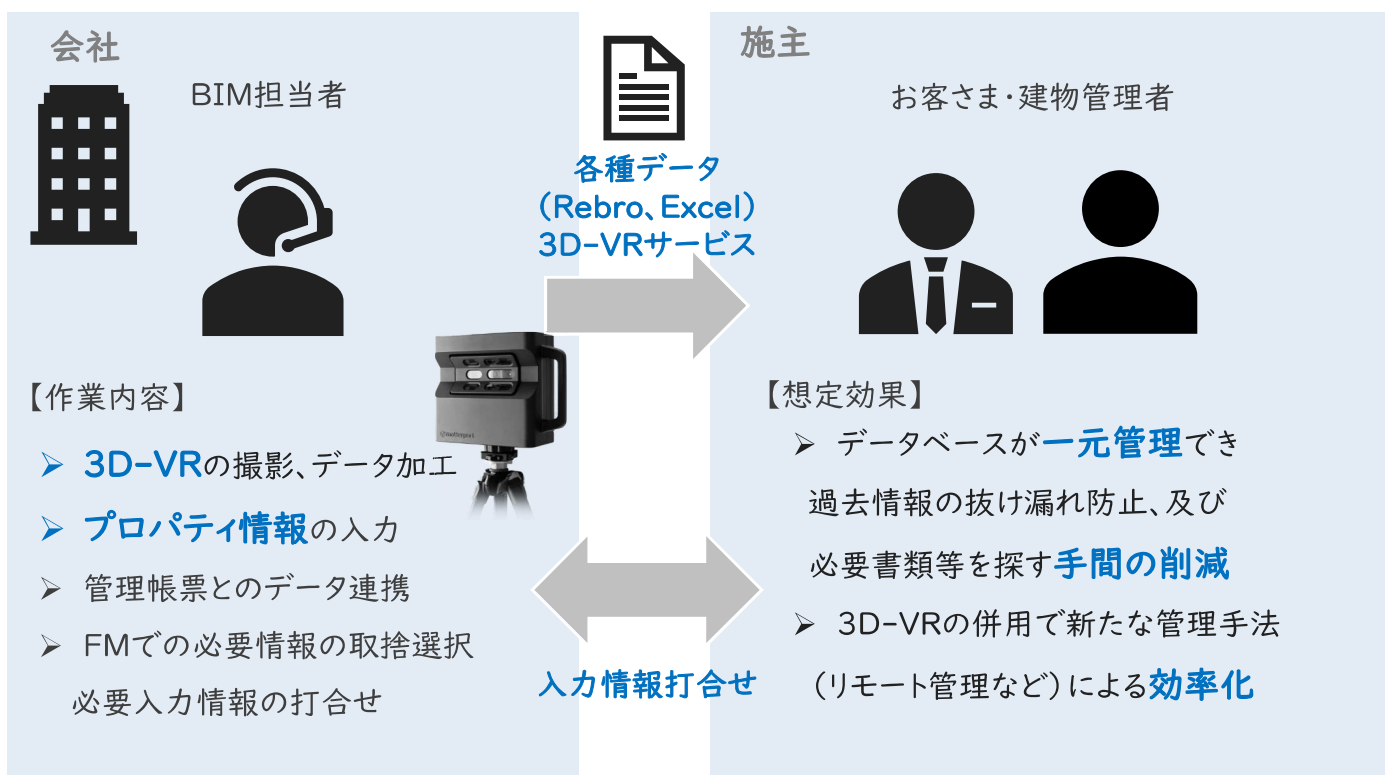 会社
BIM担当者
【作業内容】
➢ 3D-VRの撮影、データ加工
➢ プロパティ情報の入力
➢ 管理帳票とのデータ連携
➢ FMでの必要情報の取捨選択
必要入力情報の打合せ
各種データ
（Rebro、Excel）
3D-VRサービス
matterport
入力情報打合せ
施主
お客さま・建物管理者
【想定効果】
➢ データベースが一元管理でき
過去情報の抜け漏れ防止、及び
必要書類等を探す手間の削減
➢ 3D-VRの併用で新たな管理手法
（リモート管理など）による効率化